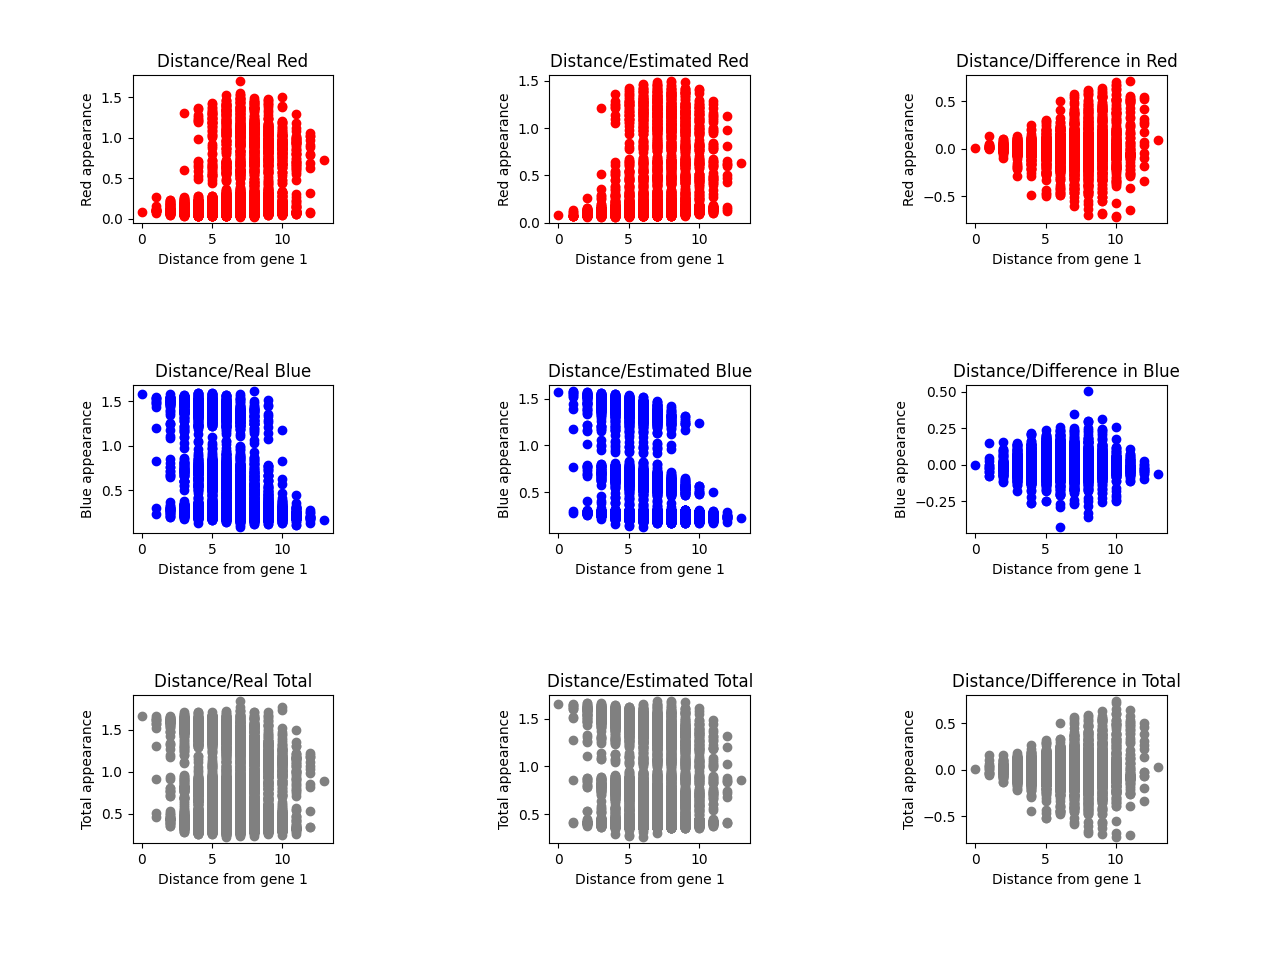 Distance/Real Red
Distance/Estimated Red
Distance/Difference in Red
Red appearance
1.5
1.0
0.5
0.0
0 5 10
Distance from gene 1
Red appearance
1.5
1.0
0.5
0.0
0 5 10
Distance from gene 1
Red appearance
0.5
0.0
−0.5
0 5 10
Distance from gene 1
Distance/Real Blue
Distance/Estimated Blue
Distance/Difference in Blue
Blue appearance
1.5
1.0
0.5
0 5 10
Distance from gene 1
Blue appearance
1.5
1.0
0.5
0 5 10
Distance from gene 1
Blue appearance
0.50
0.25
0.00
−0.25
0 5 10
Distance from gene 1
Distance/Real Total
Distance/Estimated Total
Distance/Difference in Total
Total appearance
1.5
1.0
0.5
0 5 10
Distance from gene 1
Total appearance
1.5
1.0
0.5
0 5 10
Distance from gene 1
Total appearance
0.5
0.0
−0.5
0 5 10
Distance from gene 1